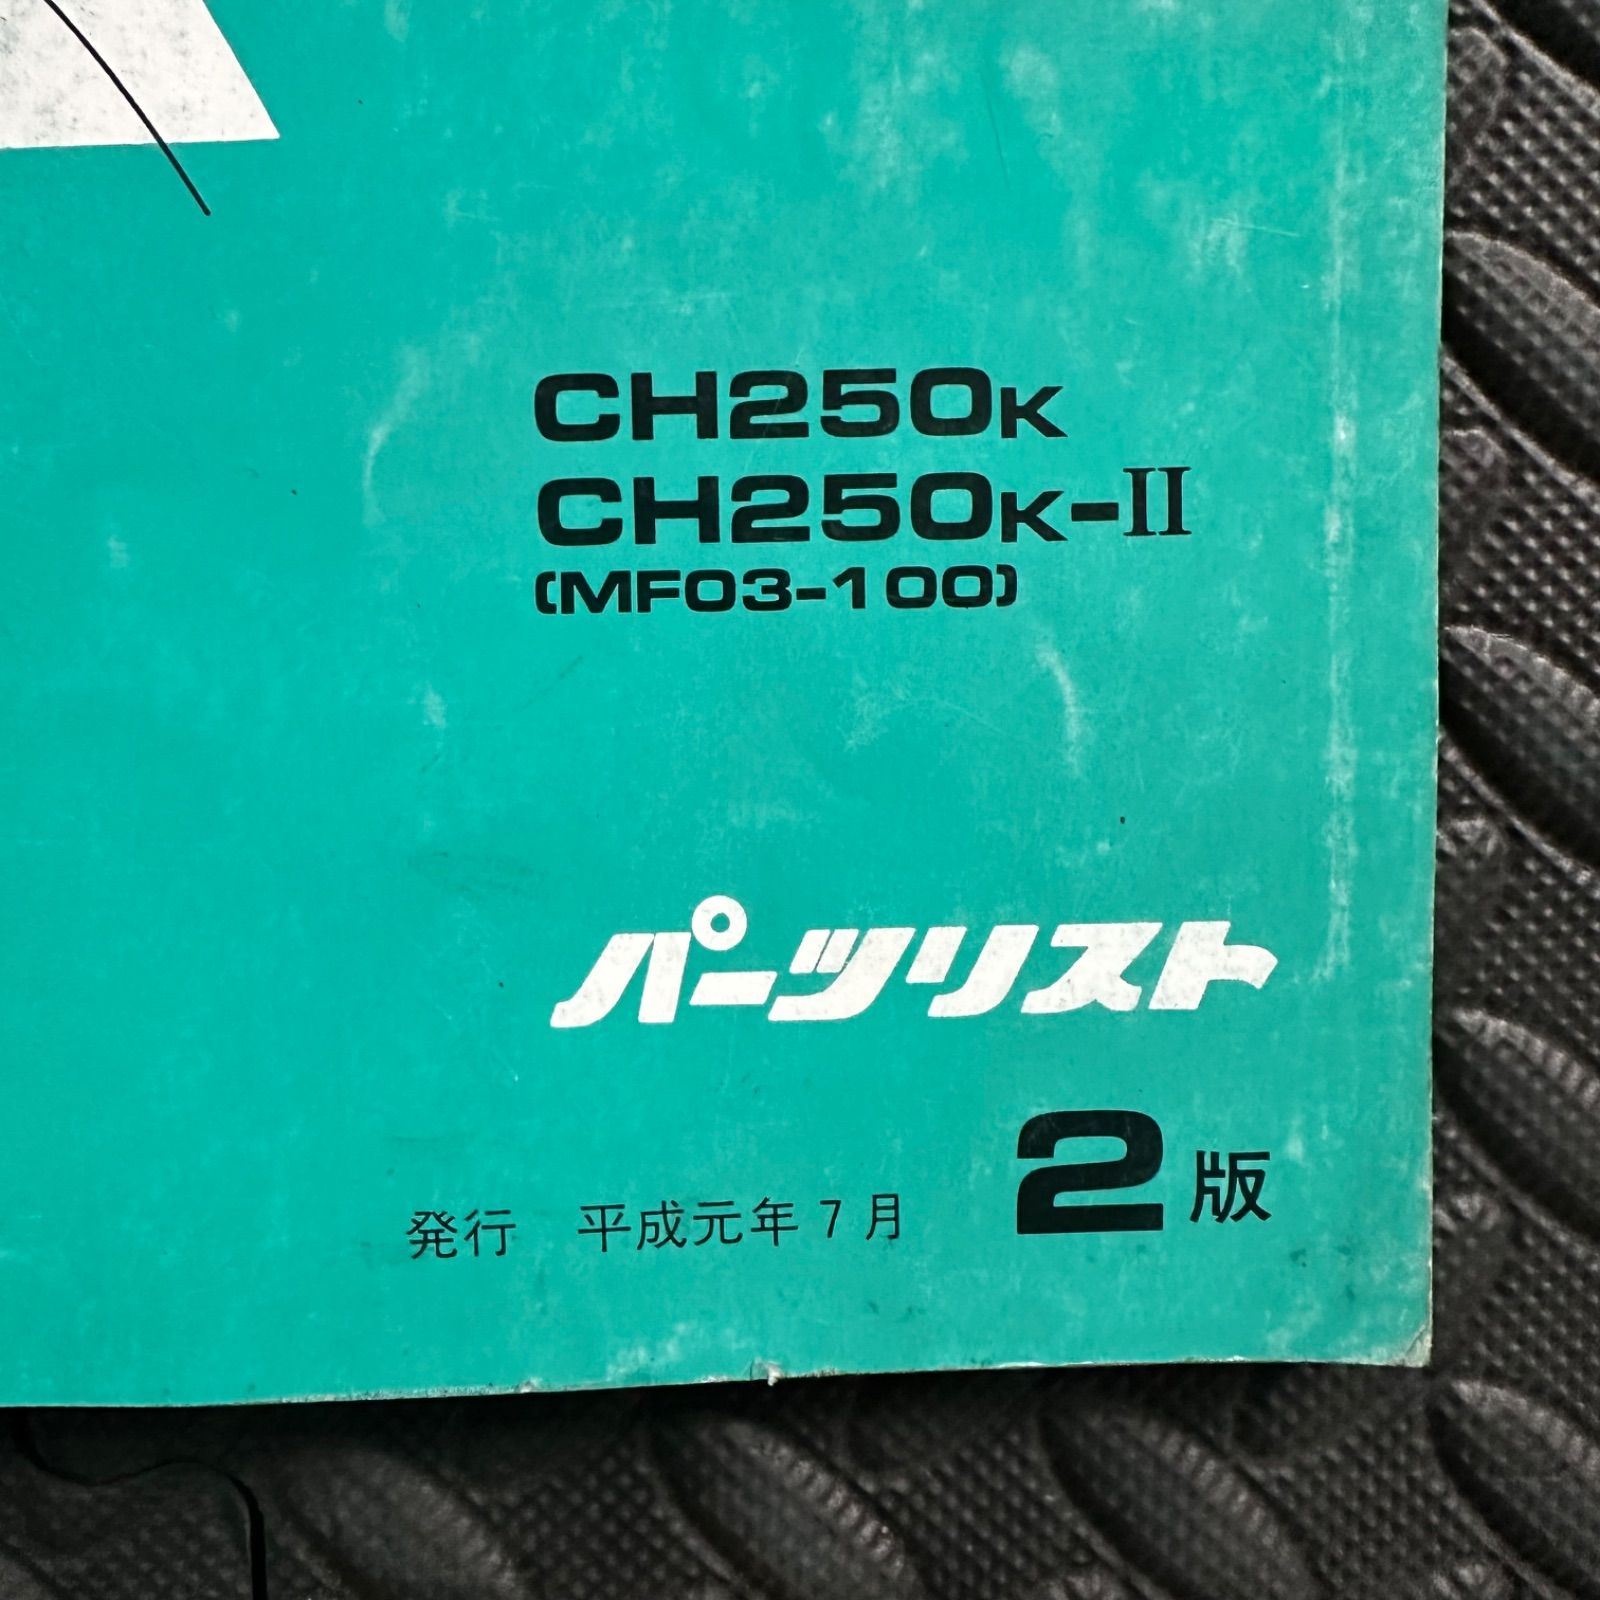 CH250K
CH250K-II
(MF03-100)
パーツリスト
発行 平成元年7月 2版